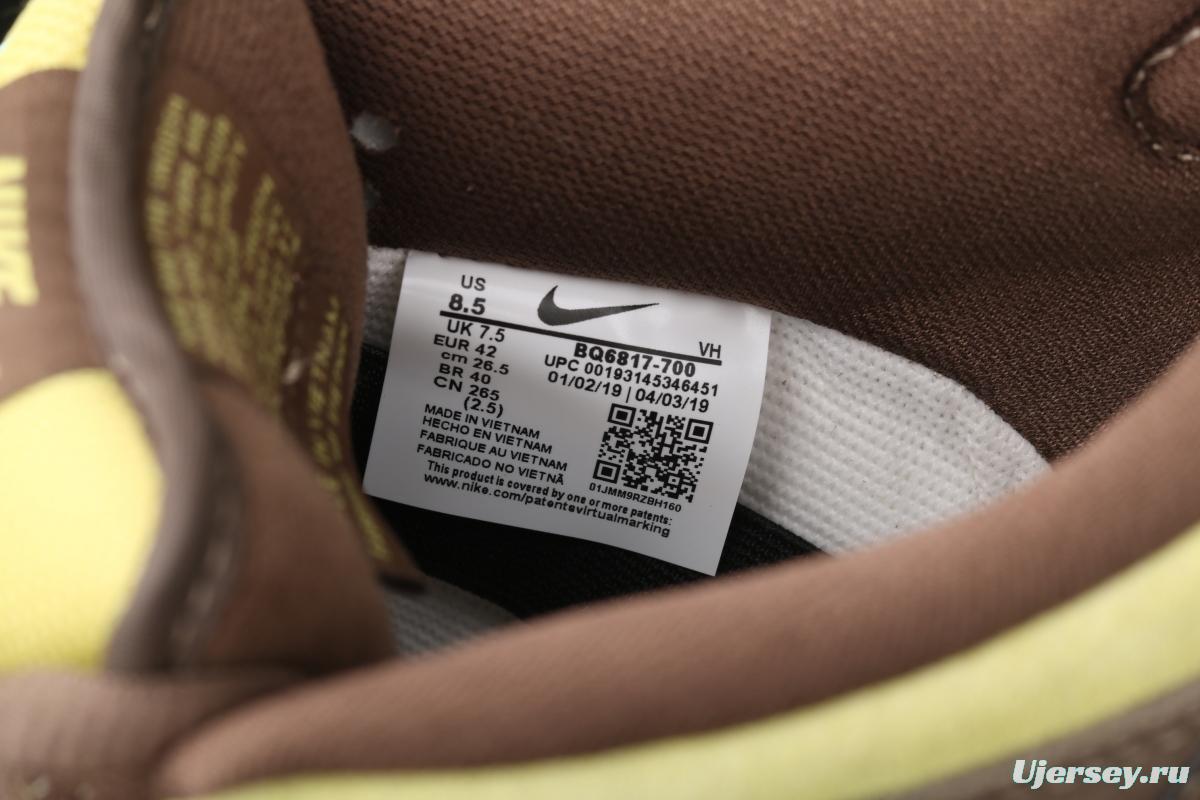 US
8.5
UK 7.5
EUR 42
cm 26.5
BR 40
CN 265
(2.5)
VH
BQ6817-700
UPC 00193145346451
01/02/19 | 04/03/19
MADE IN VIETNAM
HECHO EN VIETNAM
FABRIQUE AU VIETNAM
FABRICADO NO VIETNÃ
01JMM9RZBH160
This product is covered by one or more patents:
www.nike.com/patentsvirtualmarking
NIKE
Ujersey.ru